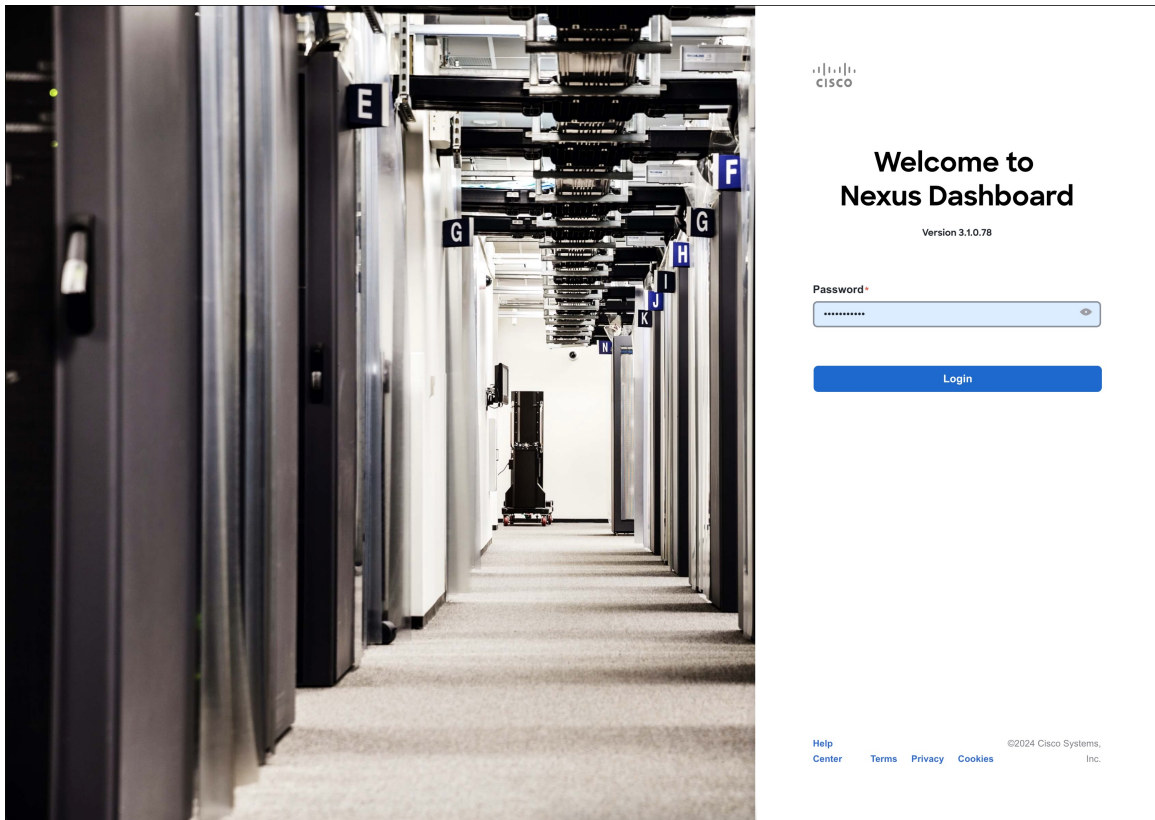 E
F
G
G
H
I
J
K
N
CISCO
Welcome to
Nexus Dashboard
Version 3.1.0.78
Password*
•••••••••••
Login
Help
Center Terms Privacy Cookies
©2024 Cisco Systems,
Inc.